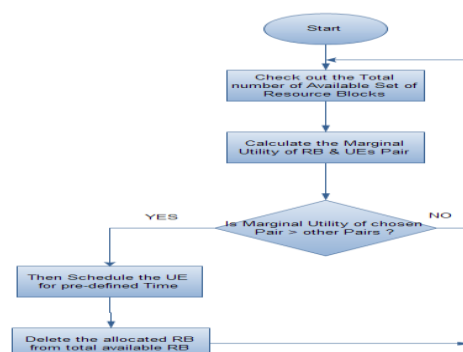 Start
Check out the Total
number of Available Set of
Resource Blocks
Calculate the Marginal
Utility of RB & UEs Pair
YES
NO
Is Marginal Utility of chosen
Pair > other Pairs ?
Then Schedule the UE
for pre-defined Time
Delete the allocated RB
from total available RB